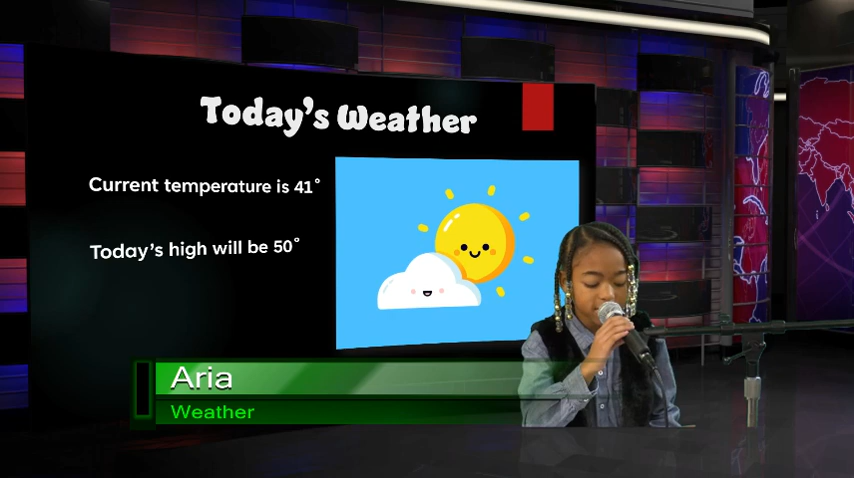 Today's Weather
Current temperature is 41°
Today's high will be 50°
Aria
Weather